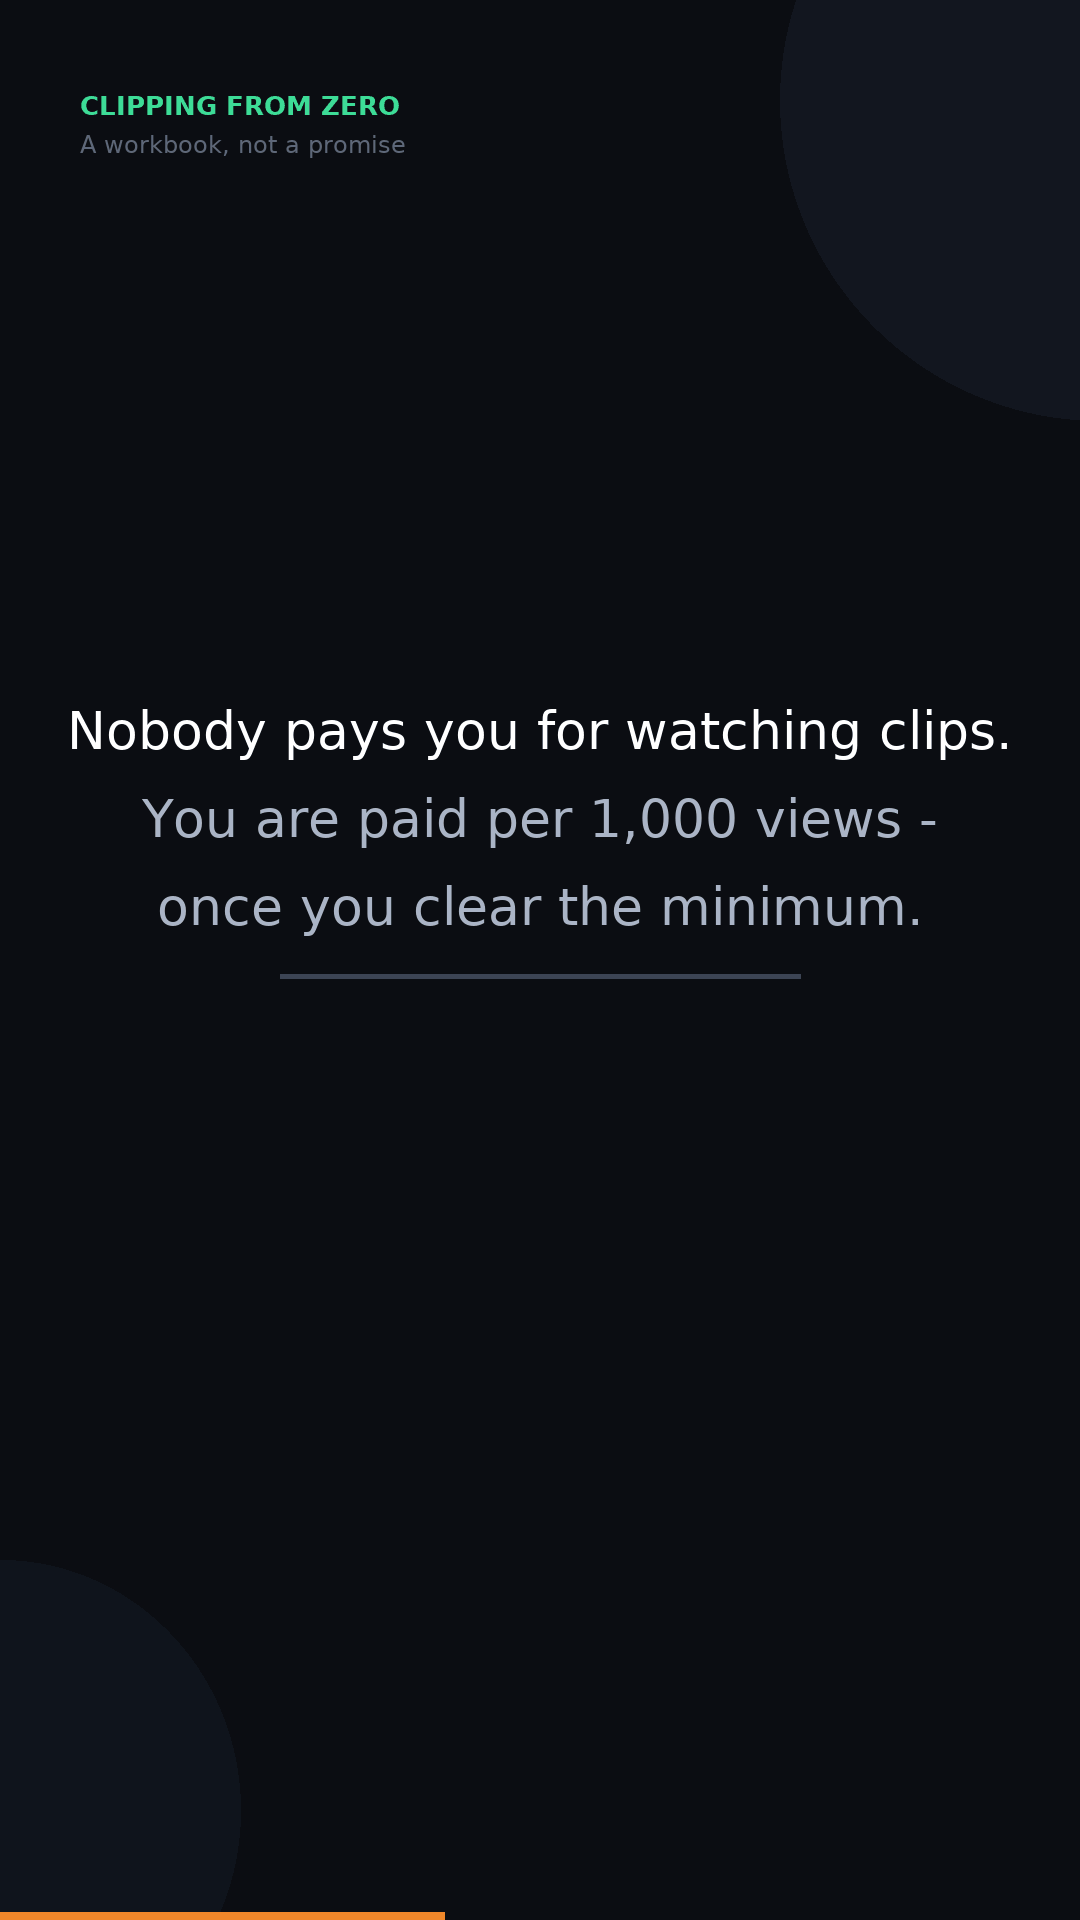 CLIPPING FROM ZERO
A workbook, not a promise
Nobody pays you for watching clips.
You are paid per 1,000 views -
once you clear the minimum.